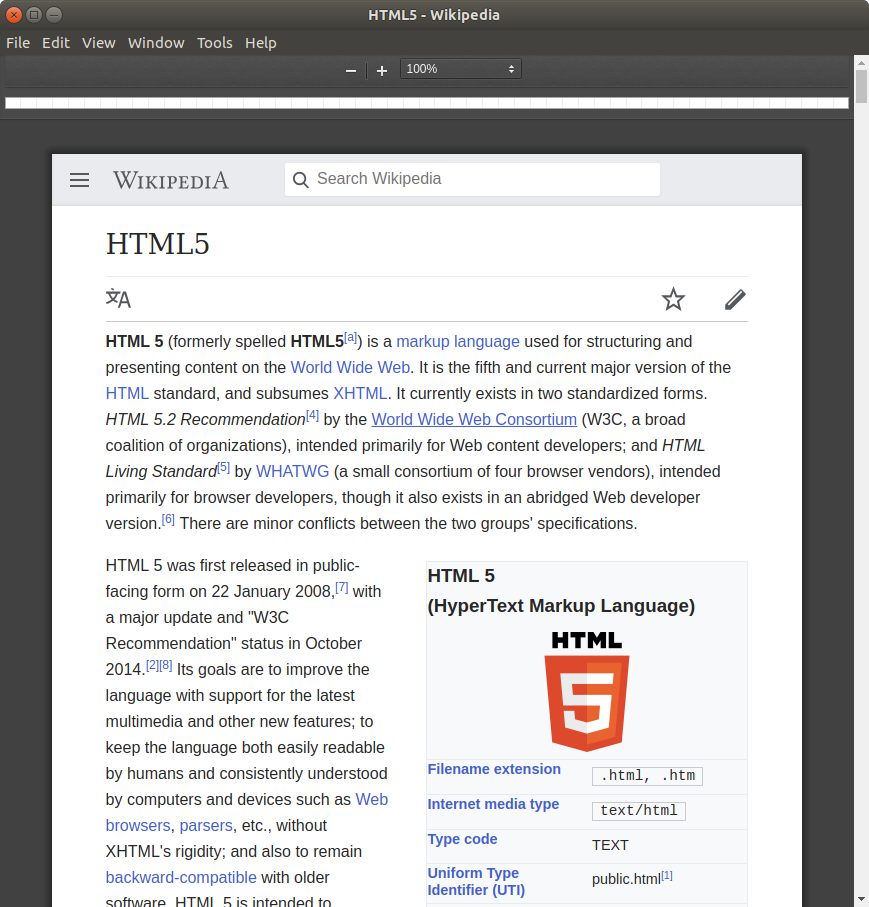 HTML5 - Wikipedia
File Edit View Window Tools Help
100%
WIKIPEDIA
Search Wikipedia
HTML5
文A
HTML 5 (formerly spelled HTML5[a]) is a markup language used for structuring and
presenting content on the World Wide Web. It is the fifth and current major version of the
HTML standard, and subsumes XHTML. It currently exists in two standardized forms.
HTML 5.2 Recommendation[4] by the World Wide Web Consortium (W3C, a broad
coalition of organizations), intended primarily for Web content developers; and HTML
Living Standard[5] by WHATWG (a small consortium of four browser vendors), intended
primarily for browser developers, though it also exists in an abridged Web developer
version.[6] There are minor conflicts between the two groups' specifications.
HTML 5 was first released in public-
facing form on 22 January 2008,[7] with
a major update and "W3C
Recommendation" status in October
2014.[2][8] Its goals are to improve the
language with support for the latest
multimedia and other new features; to
keep the language both easily readable
by humans and consistently understood
by computers and devices such as Web
browsers, parsers, etc., without
XHTML's rigidity; and also to remain
backward-compatible with older
software. HTML 5 is intended to
HTML 5
(HyperText Markup Language)
HTML
5
Filename extension .html, .htm
Internet media type text/html
Type code TEXT
Uniform Type
Identifier (UTI) public.html[1]